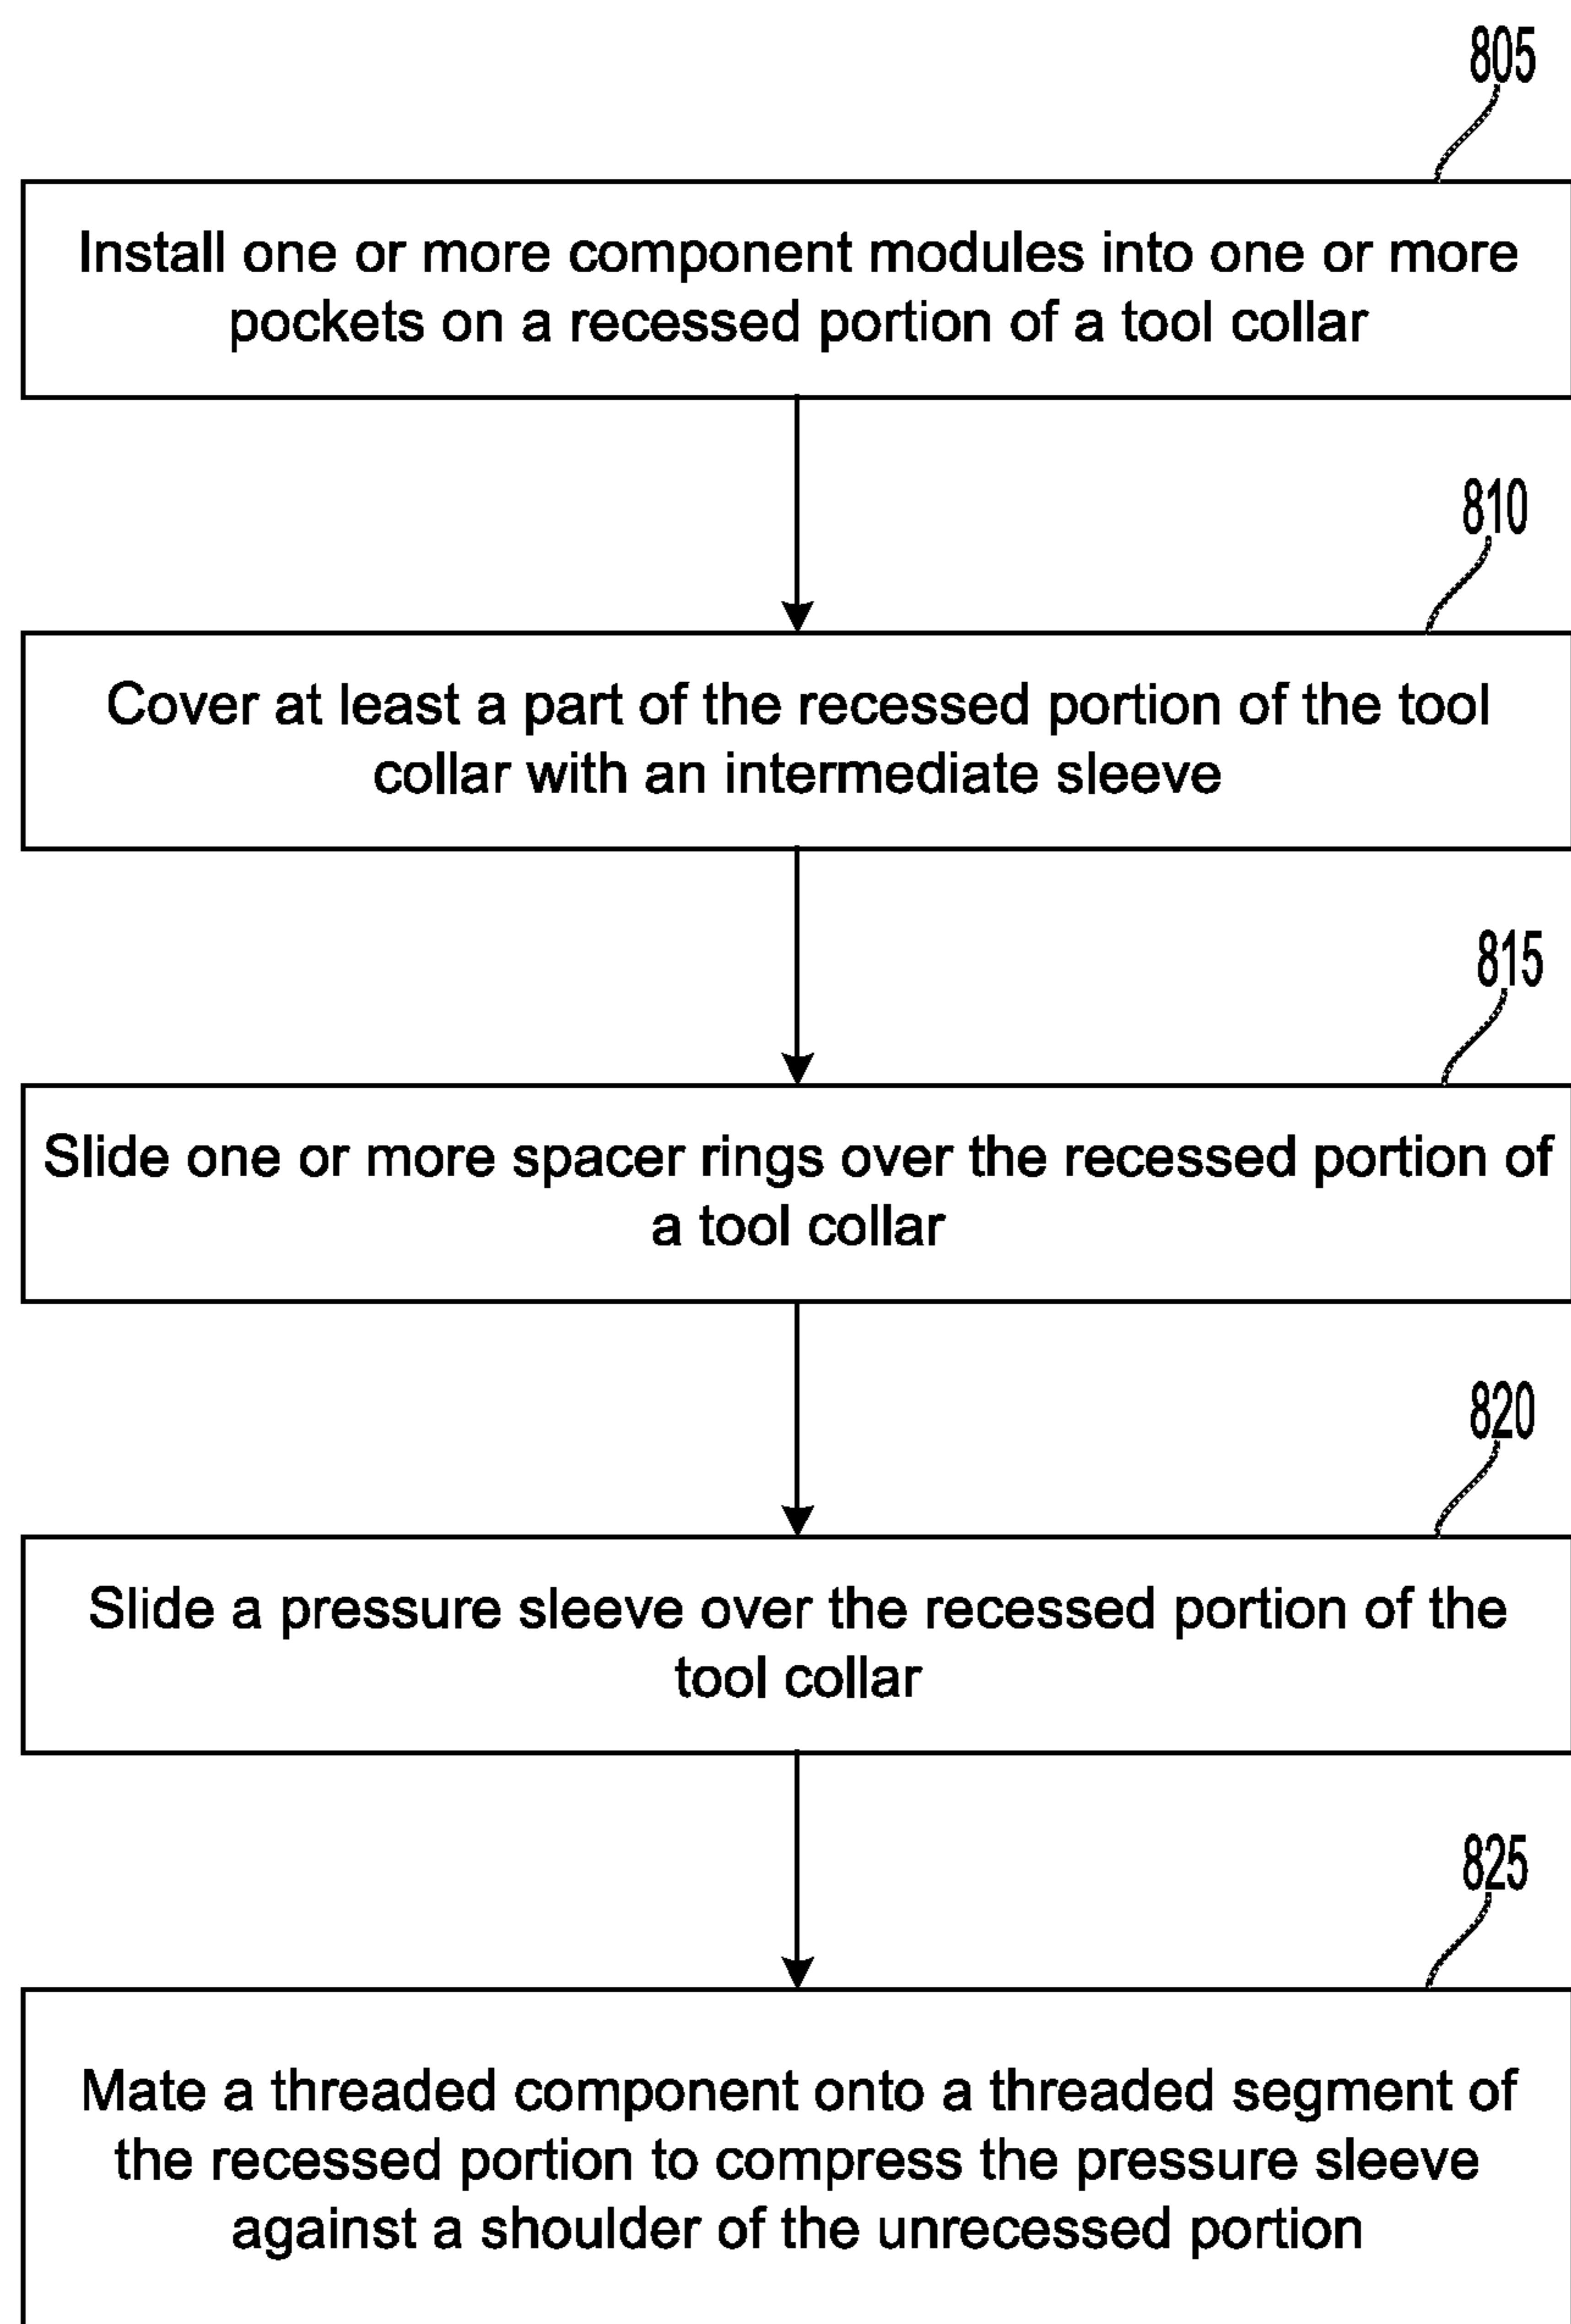 805
Install one or more component modules into one or more
pockets on a recessed portion of a tool collar
810
Cover at least a part of the recessed portion of the tool
collar with an intermediate sleeve
815
Slide one or more spacer rings over the recessed portion of
a tool collar
820
Slide a pressure sleeve over the recessed portion of the
tool collar
825
Mate a threaded component onto a threaded segment of
the recessed portion to compress the pressure sleeve
against a shoulder of the unrecessed portion